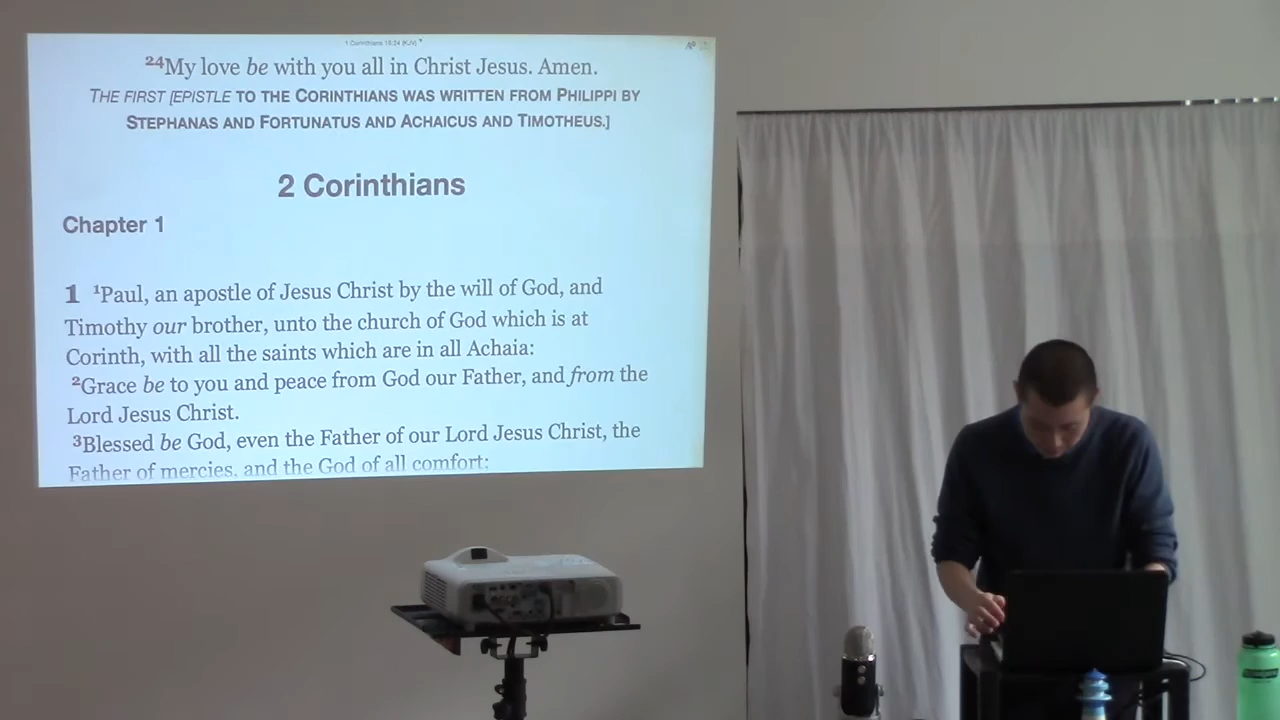 1 Corinthians 16:24 (KJV)
24My love be with you all in Christ Jesus. Amen.
THE FIRST [EPISTLE TO THE CORINTHIANS WAS WRITTEN FROM PHILIPPI BY
STEPHANAS AND FORTUNATUS AND ACHAICUS AND TIMOTHEUS.]
2 Corinthians
Chapter 1
1 1Paul, an apostle of Jesus Christ by the will of God, and
Timothy our brother, unto the church of God which is at
Corinth, with all the saints which are in all Achaia:
2Grace be to you and peace from God our Father, and from the
Lord Jesus Christ.
3Blessed be God, even the Father of our Lord Jesus Christ, the
Father of mercies, and the God of all comfort: